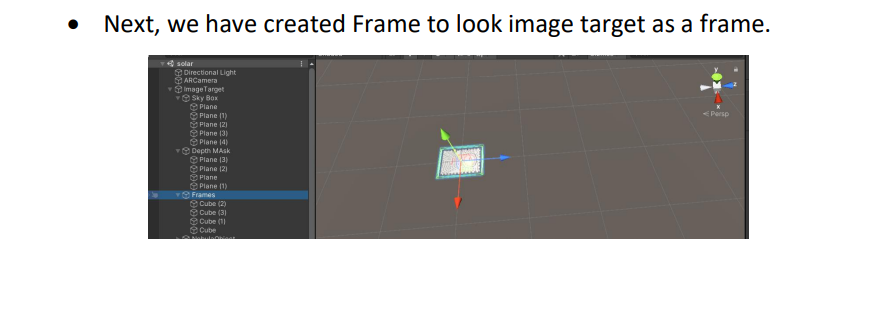 • Next, we have created Frame to look image target as a frame.
solar
Directional Light
ARCamera
ImageTarget
Sky Box
Plane
Plane (1)
Plane (2)
Plane (3)
Plane (4)
Depth MAsk
Plane (3)
Plane (2)
Plane
Plane (1)
Frames
Cube (2)
Cube (3)
Cube (1)
Cube
y
z
x
Persp